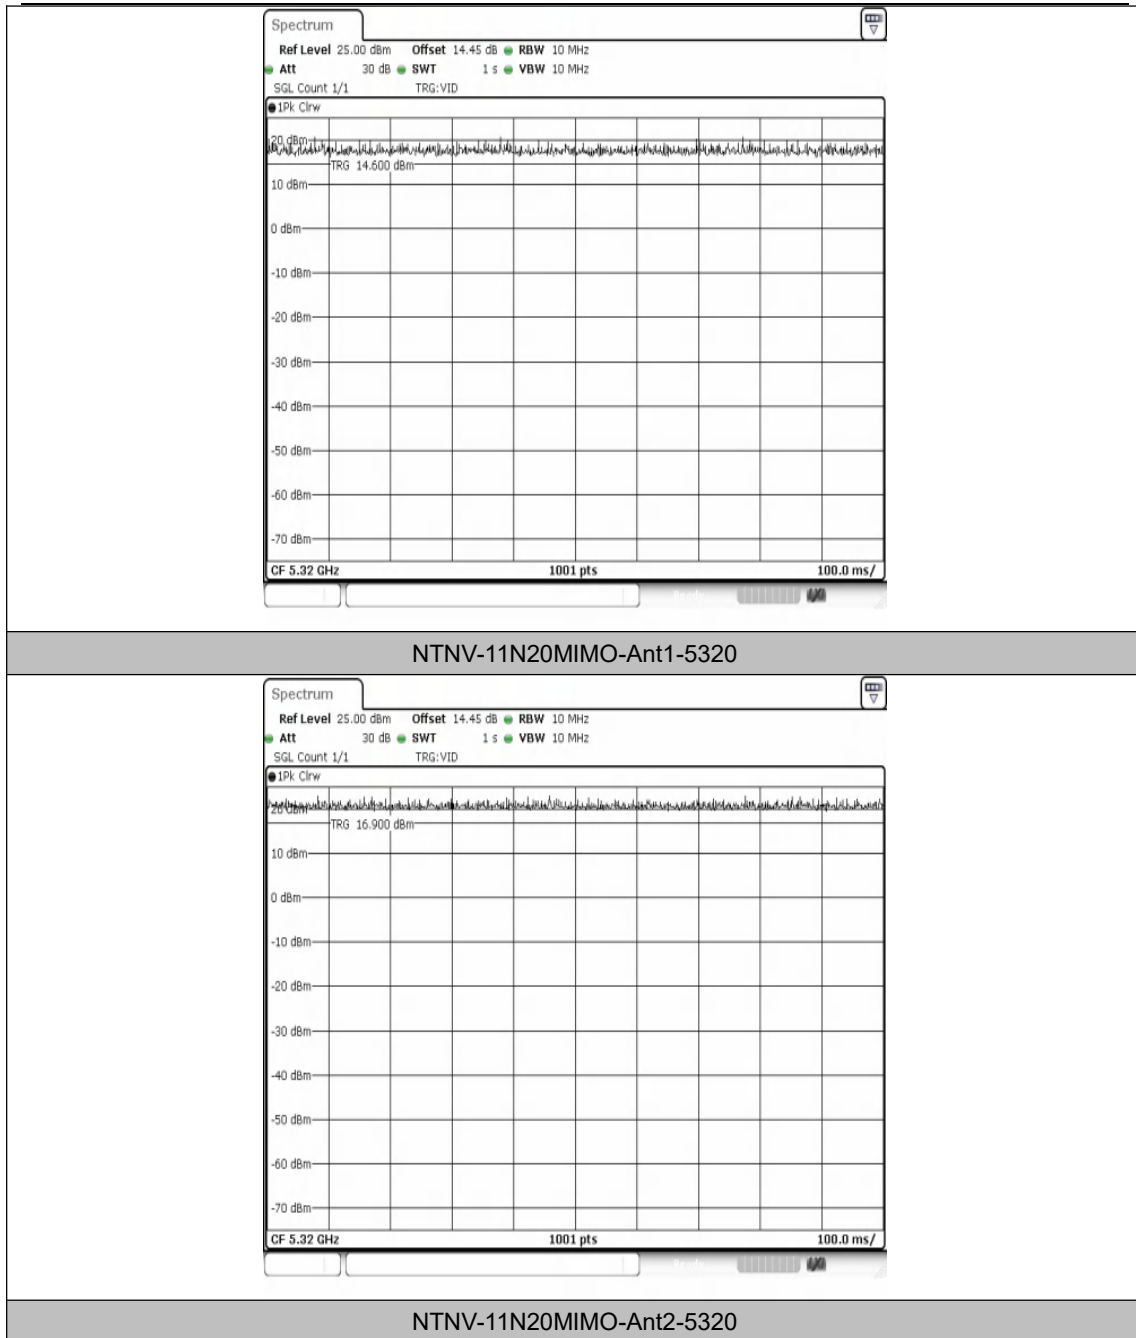 Spectrum
Ref Level 25.00 dBm Offset 14.45 dB RBW 10 MHz
Att 30 dB SWT 1 s VBW 10 MHz
SGL Count 1/1 TRG:VID
1Pk Clrw
20 dBm
TRG 14.600 dBm
10 dBm
0 dBm
-10 dBm
-20 dBm
-30 dBm
-40 dBm
-50 dBm
-60 dBm
-70 dBm
CF 5.32 GHz 1001 pts 100.0 ms/
NTNV-11N20MIMO-Ant1-5320
Spectrum
Ref Level 25.00 dBm Offset 14.45 dB RBW 10 MHz
Att 30 dB SWT 1 s VBW 10 MHz
SGL Count 1/1 TRG:VID
1Pk Clrw
20 dBm
TRG 16.900 dBm
10 dBm
0 dBm
-10 dBm
-20 dBm
-30 dBm
-40 dBm
-50 dBm
-60 dBm
-70 dBm
CF 5.32 GHz 1001 pts 100.0 ms/
NTNV-11N20MIMO-Ant2-5320